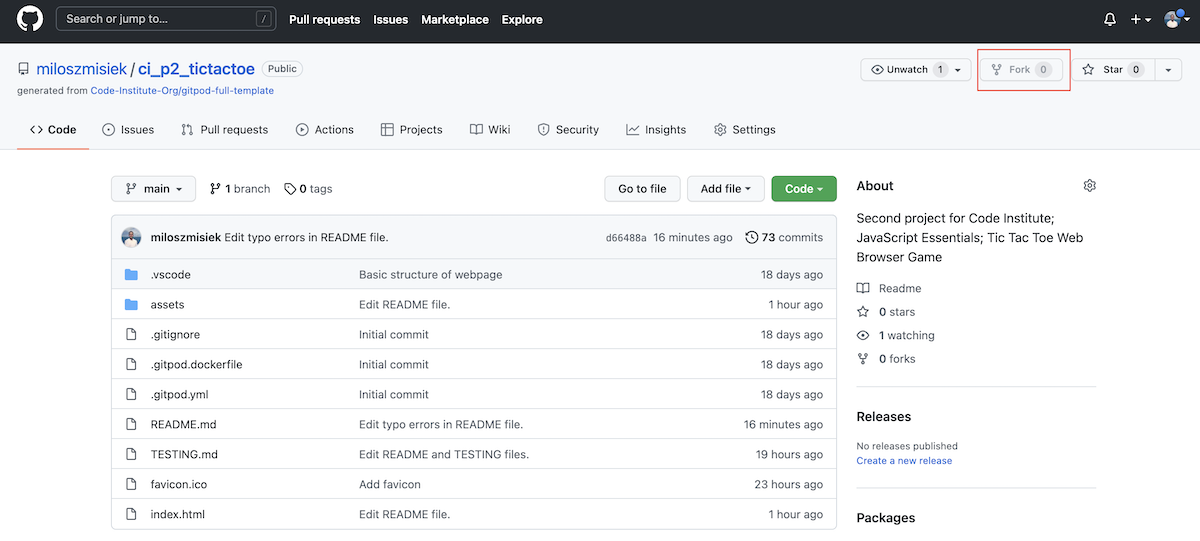 Search or jump to... /
Pull requests Issues Marketplace Explore
miloszmisiek / ci_p2_tictactoe Public
Unwatch 1 Fork 0 Star 0
generated from Code-Institute-Org/gitpod-full-template
<> Code Issues Pull requests Actions Projects Wiki Security Insights Settings
main 1 branch 0 tags Go to file Add file Code
miloszmisiek Edit typo errors in README file. d66488a 16 minutes ago 73 commits
.vscode Basic structure of webpage 18 days ago
assets Edit README file. 1 hour ago
.gitignore Initial commit 18 days ago
.gitpod.dockerfile Initial commit 18 days ago
.gitpod.yml Initial commit 18 days ago
README.md Edit typo errors in README file. 16 minutes ago
TESTING.md Edit README and TESTING files. 19 hours ago
favicon.ico Add favicon 23 hours ago
index.html Edit README file. 1 hour ago
About
Second project for Code Institute;
JavaScript Essentials; Tic Tac Toe Web
Browser Game
Readme
0 stars
1 watching
0 forks
Releases
No releases published
Create a new release
Packages